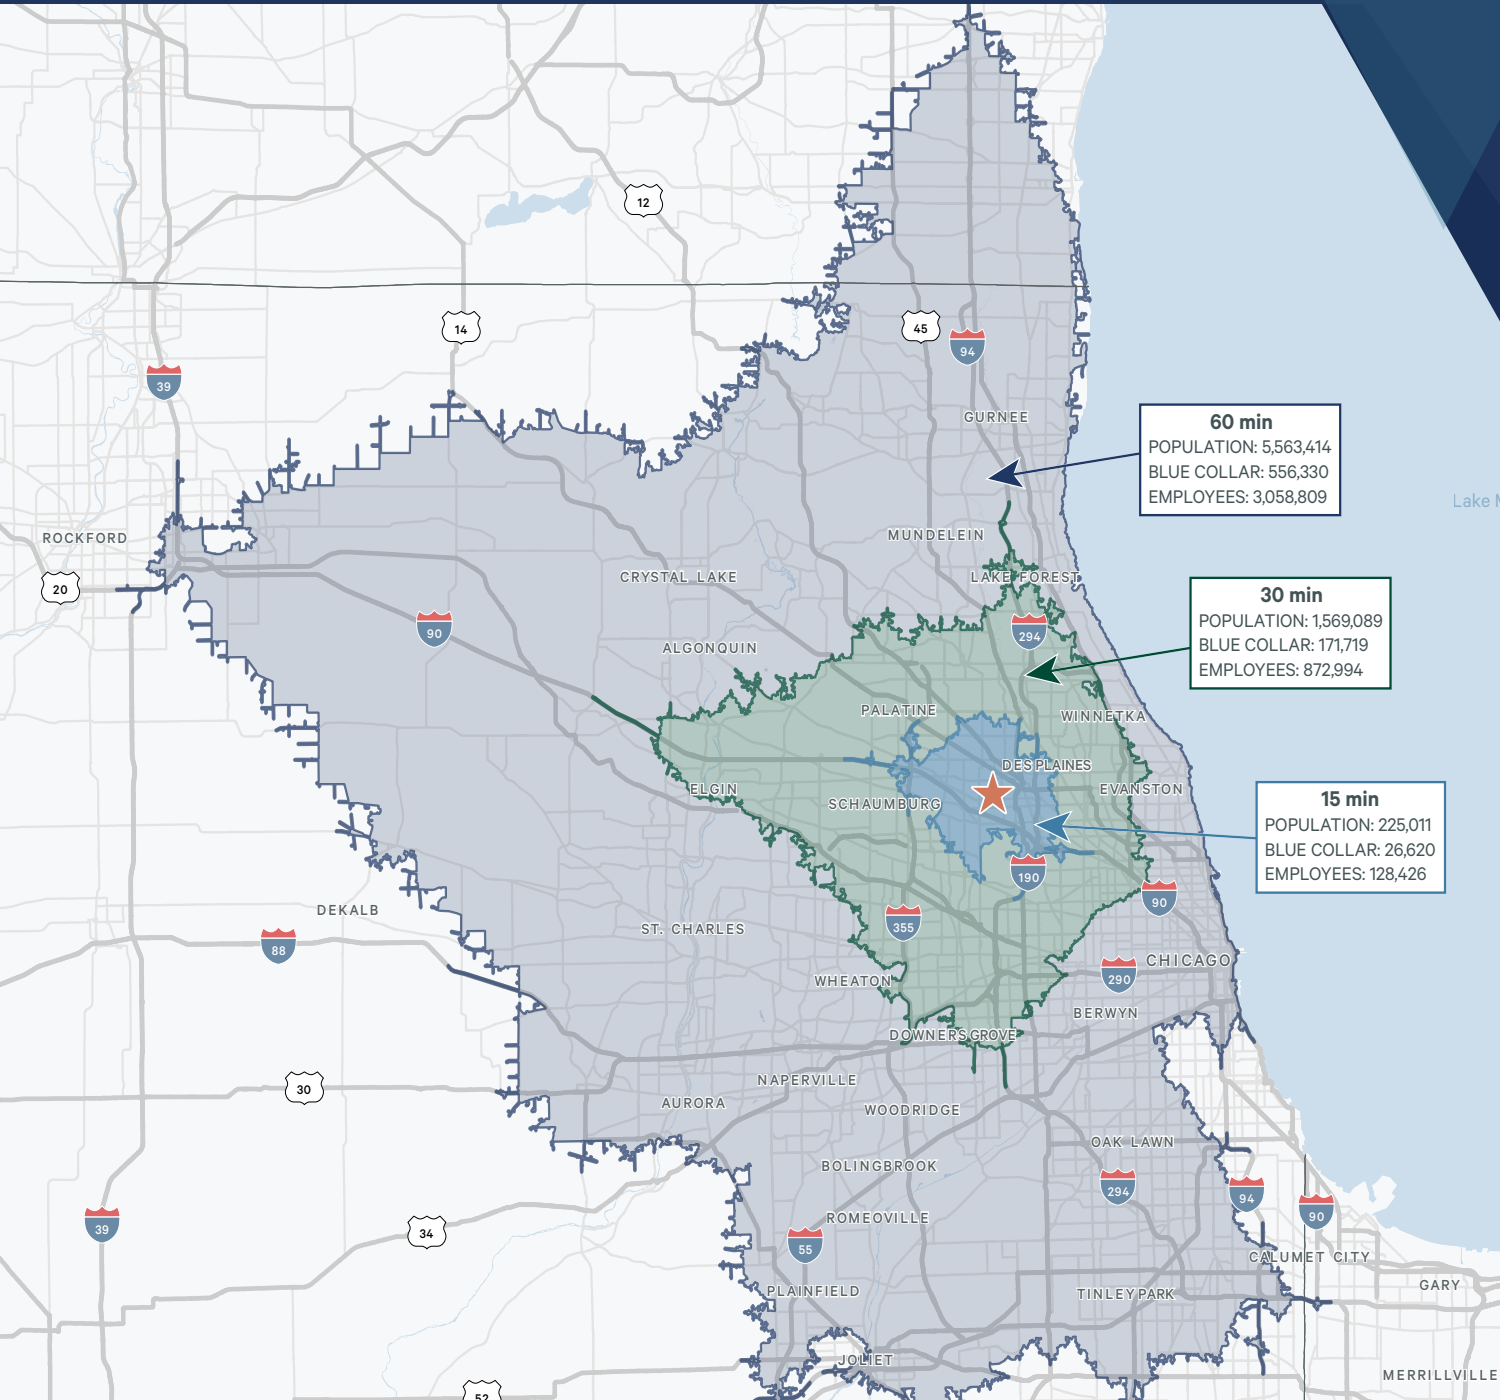 12
14
45
94
39
GURNEE
60 min
POPULATION: 5,563,414
BLUE COLLAR: 556,330
EMPLOYEES: 3,058,809
Lake M
ROCKFORD
MUNDELEIN
CRYSTAL LAKE
LAKE FOREST
20
90
294
30 min
POPULATION: 1,569,089
BLUE COLLAR: 171,719
EMPLOYEES: 872,994
ALGONQUIN
PALATINE
WINNETKA
DES PLAINES
ELGIN
SCHAUMBURG
EVANSTON
15 min
POPULATION: 225,011
BLUE COLLAR: 26,620
EMPLOYEES: 128,426
190
90
DEKALB
88
ST. CHARLES
355
WHEATON
290
CHICAGO
BERWYN
DOWNERS GROVE
30
NAPERVILLE
AURORA
WOODRIDGE
OAK LAWN
BOLINGBROOK
294
94
90
39
34
ROMEOVILLE
55
CALUMET CITY
GARY
PLAINFIELD
TINLEY PARK
JOLIET
MERRILLVILLE
52